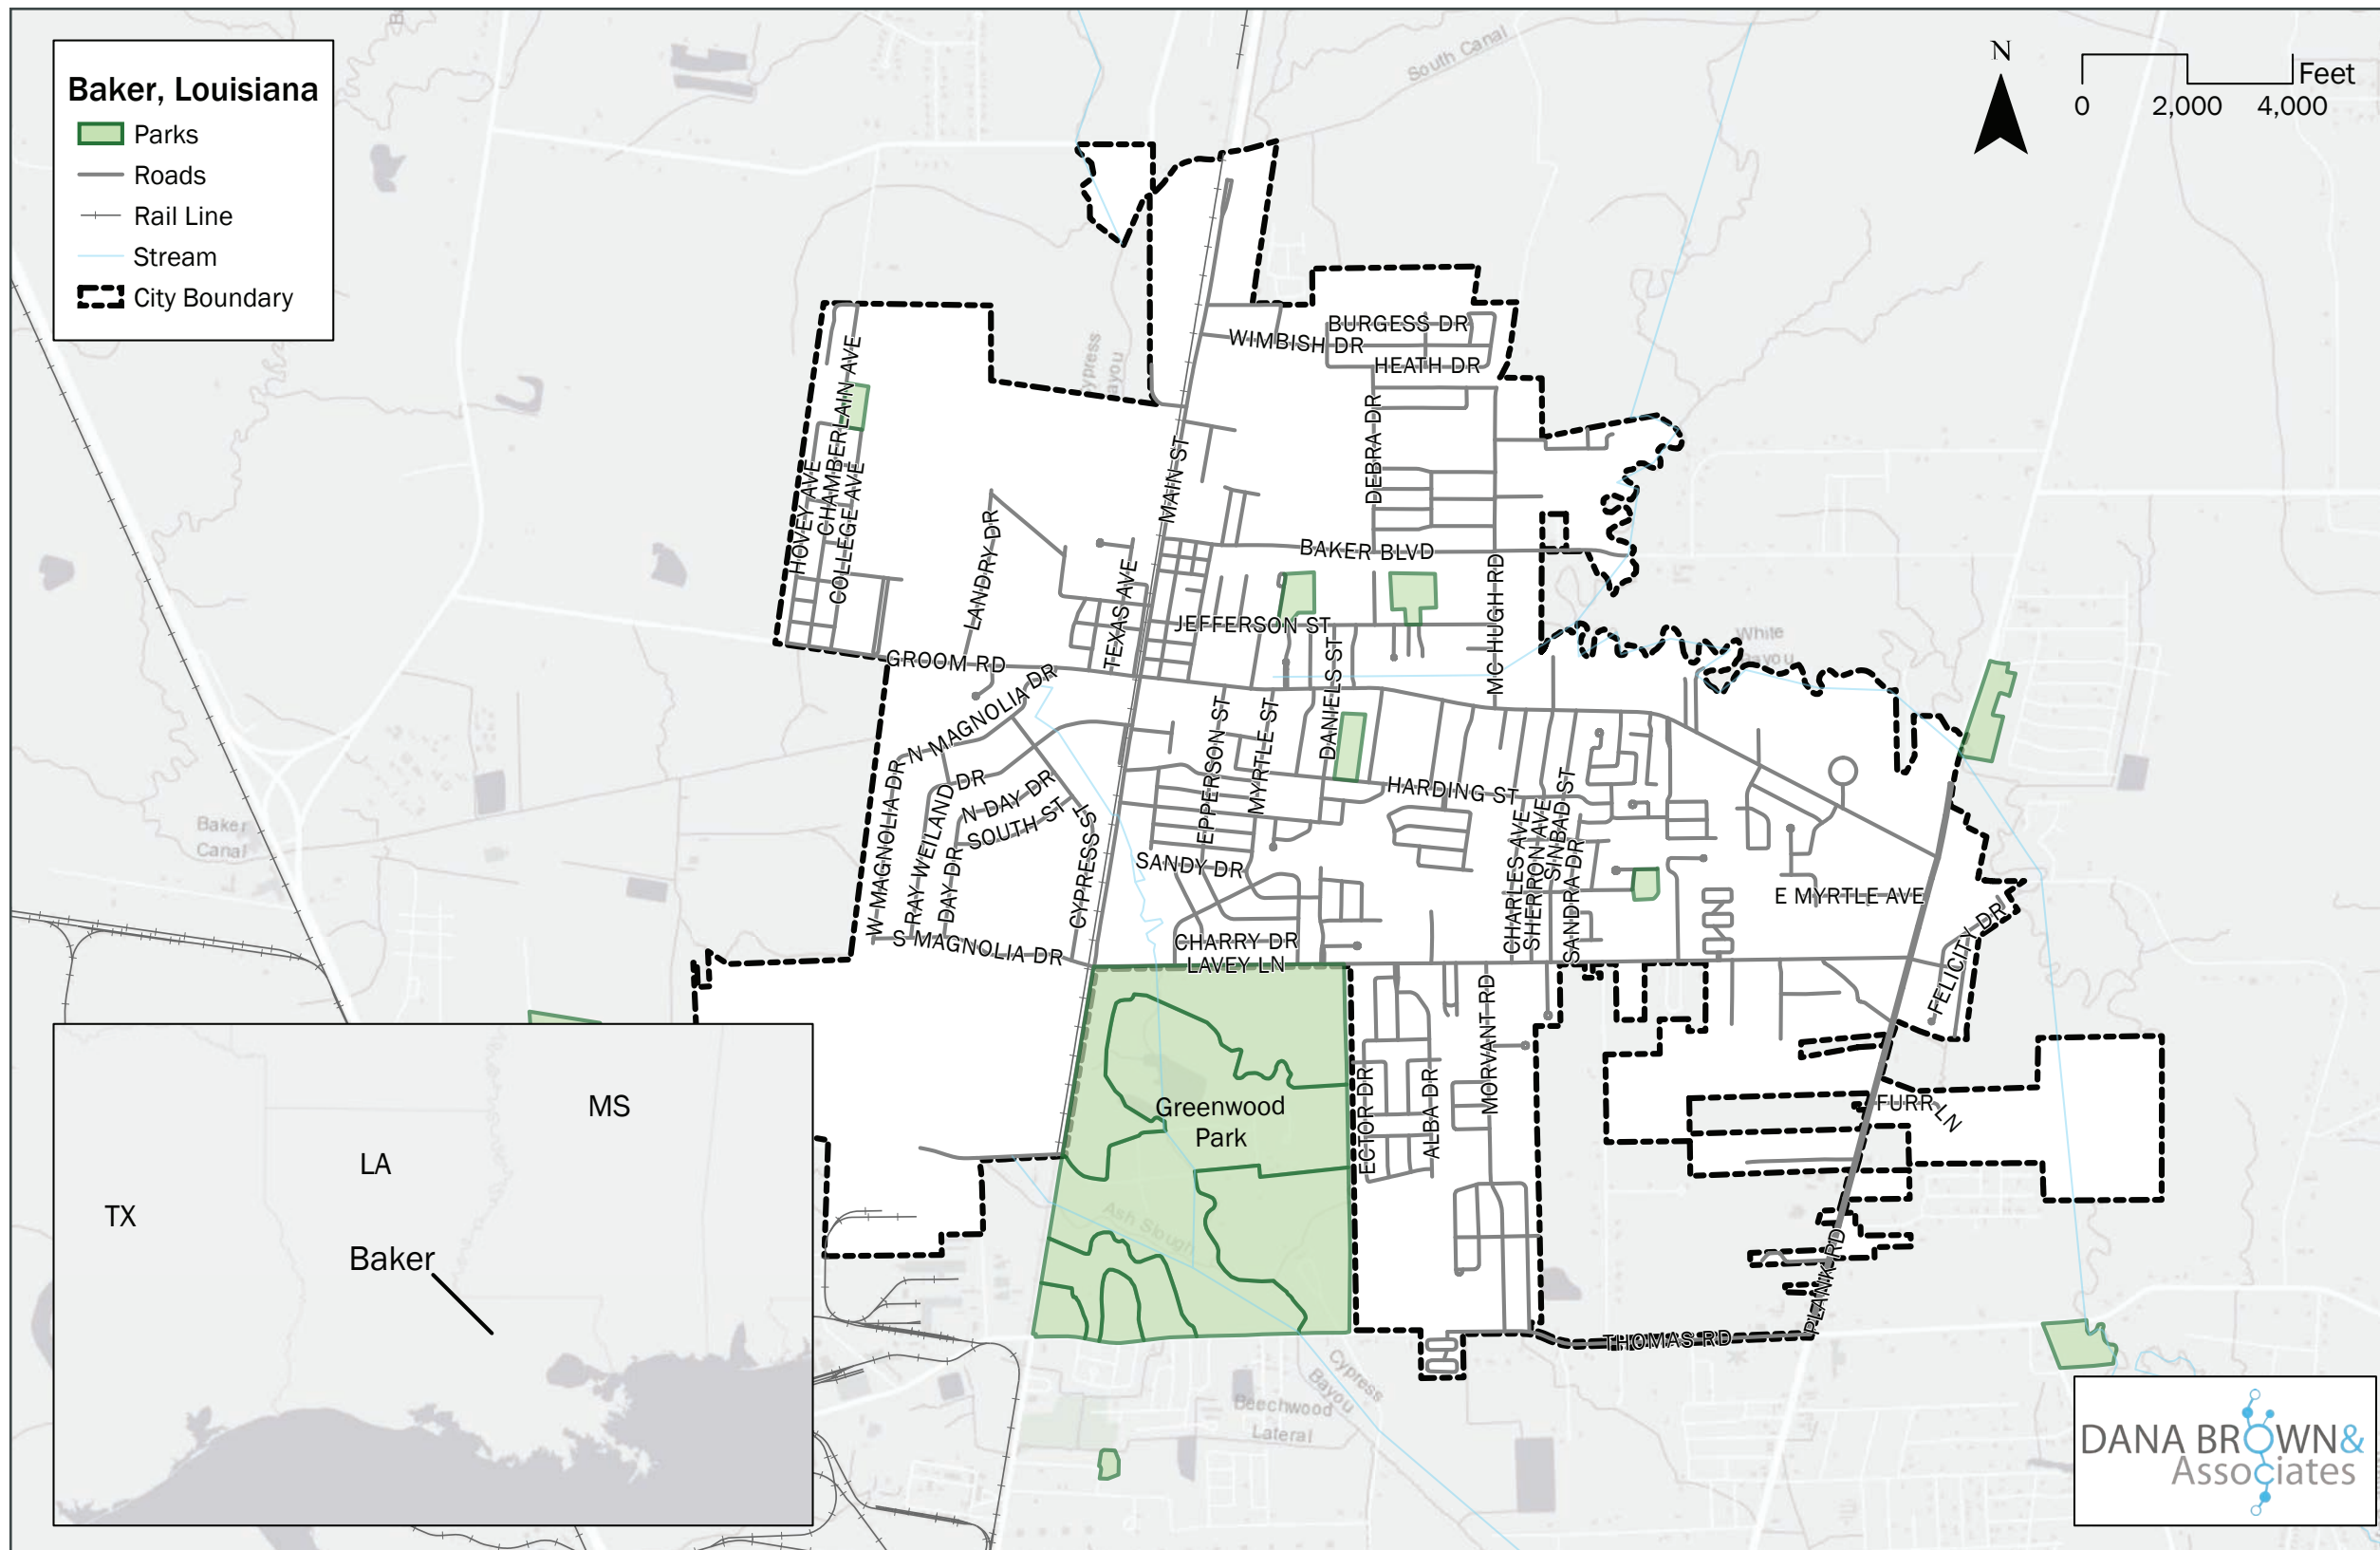 Baker, Louisiana
Parks
Roads
Rail Line
Stream
City Boundary
N
Feet
0 2,000 4,000
South Canal
BURGESS DR
WIMBISH DR
HEATH DR
CHAMBERLAIN AVE
HOVEY AVE
COLLEGE AVE
LANDRY DR
MAIN ST
DEBRA DR
BAKER BLVD
TEXAS AVE
JEFFERSON ST
MC HUGH RD
GROOM RD
N MAGNOLIA DR
DANIELS ST
White
EPPERSON ST
MYRTLE ST
HARDING ST
W MAGNOLIA DR
RAY WEILAND DR
N DAY DR
SOUTH ST
DAY DR
CYPRESS ST
SANDY DR
CHARLES AVE
SHERRON AVE
SINBAD ST
SANDRA DR
E MYRTLE AVE
FELICITY DR
Baker
Canal
S MAGNOLIA DR
CHARRY DR
LAVEY LN
MORVANT RD
ECTOR DR
ALBA DR
Greenwood
Park
FURR LN
Ash Slough
PLANK RD
THOMAS RD
Cypress
Bayou
Beechwood
Lateral
MS
LA
TX
Baker
DANA BROWN&
Associates